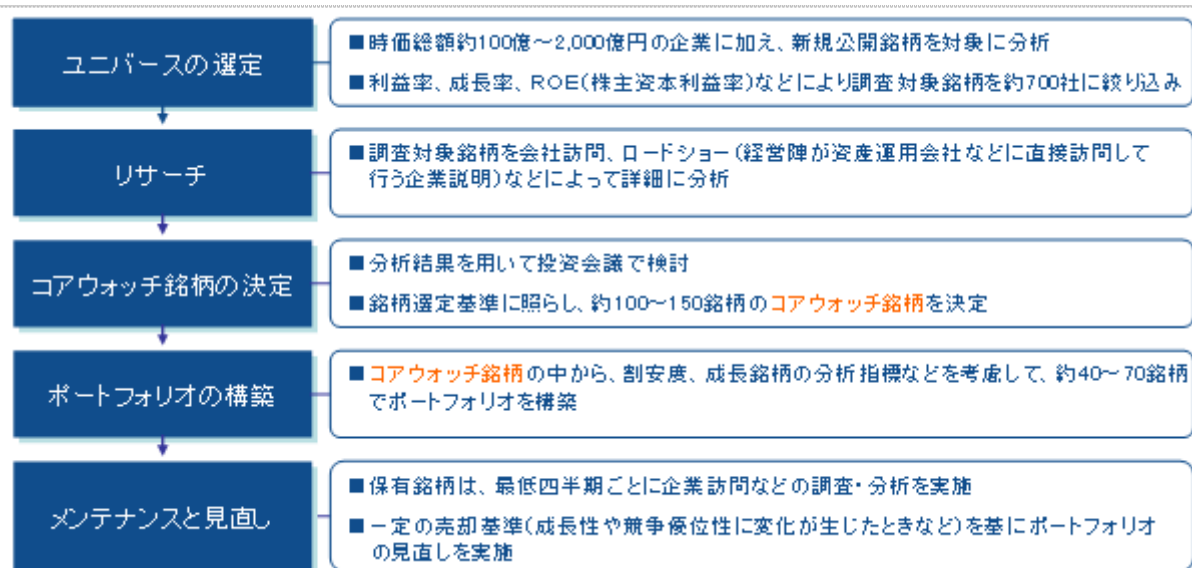 ユニバースの選定
■時価総額約100億～2,000億円の企業に加え、新規公開銘柄を対象に分析
■利益率、成長率、ROE(株主資本利益率)などにより調査対象銘柄を約700社に絞り込み
リサーチ
■調査対象銘柄を会社訪問、ロードショー(経営陣が資産運用会社などに直接訪問して
行う企業説明)などによって詳細に分析
コアウォッチ銘柄の決定
■分析結果を用いて投資会議で検討
■銘柄選定基準に照らし、約100～150銘柄のコアウォッチ銘柄を決定
ポートフォリオの構築
■コアウォッチ銘柄の中から、割安度、成長銘柄の分析指標などを考慮して、約40～70銘柄
でポートフォリオを構築
メンテナンスと見直し
■保有銘柄は、最低四半期ごとに企業訪問などの調査・分析を実施
■一定の売却基準(成長性や競争優位性に変化が生じたときなど)を基にポートフォリオ
の見直しを実施